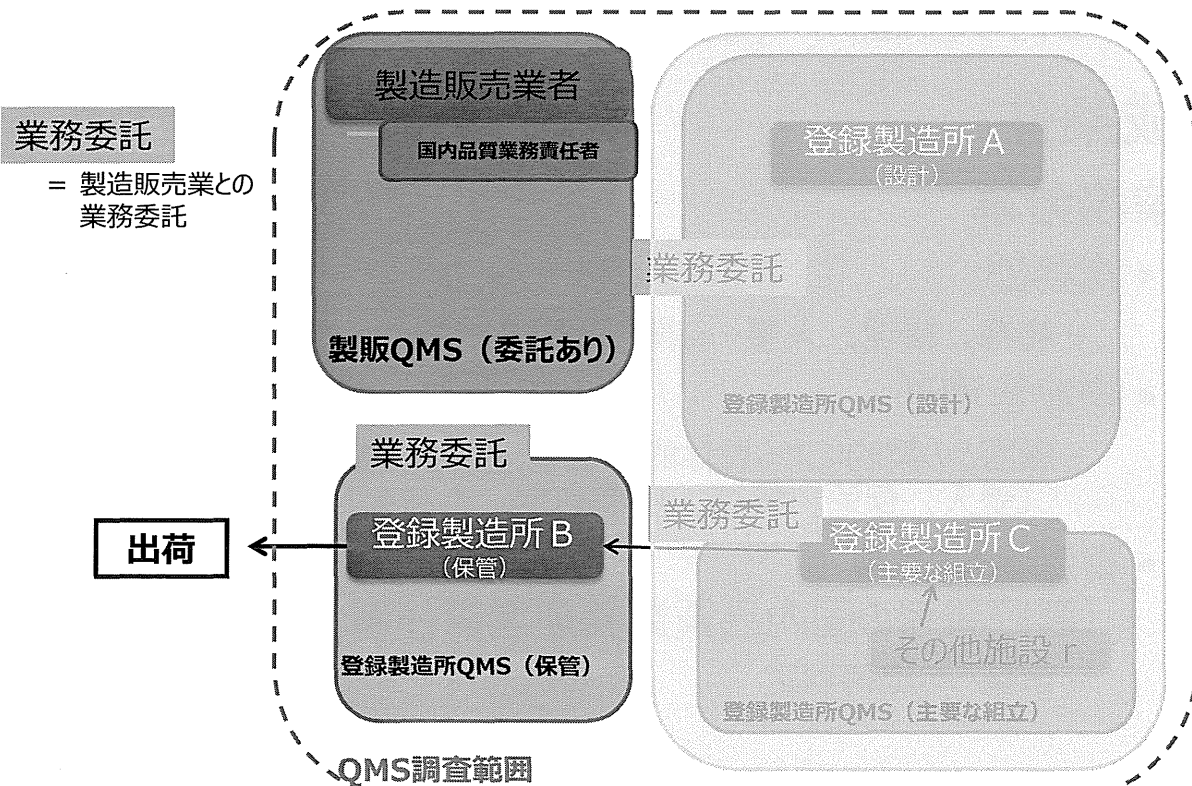 製造販売業者
国内品質業務責任者
業務委託
= 製造販売業との
業務委託
製販QMS（委託あり）
登録製造所A
（設計）
業務委託
登録製造所QMS（設計）
業務委託
登録製造所B
（保管）
登録製造所QMS（保管）
出荷
業務委託
登録製造所C
（主要な組立）
その他施設r
登録製造所QMS（主要な組立）
QMS調査範囲